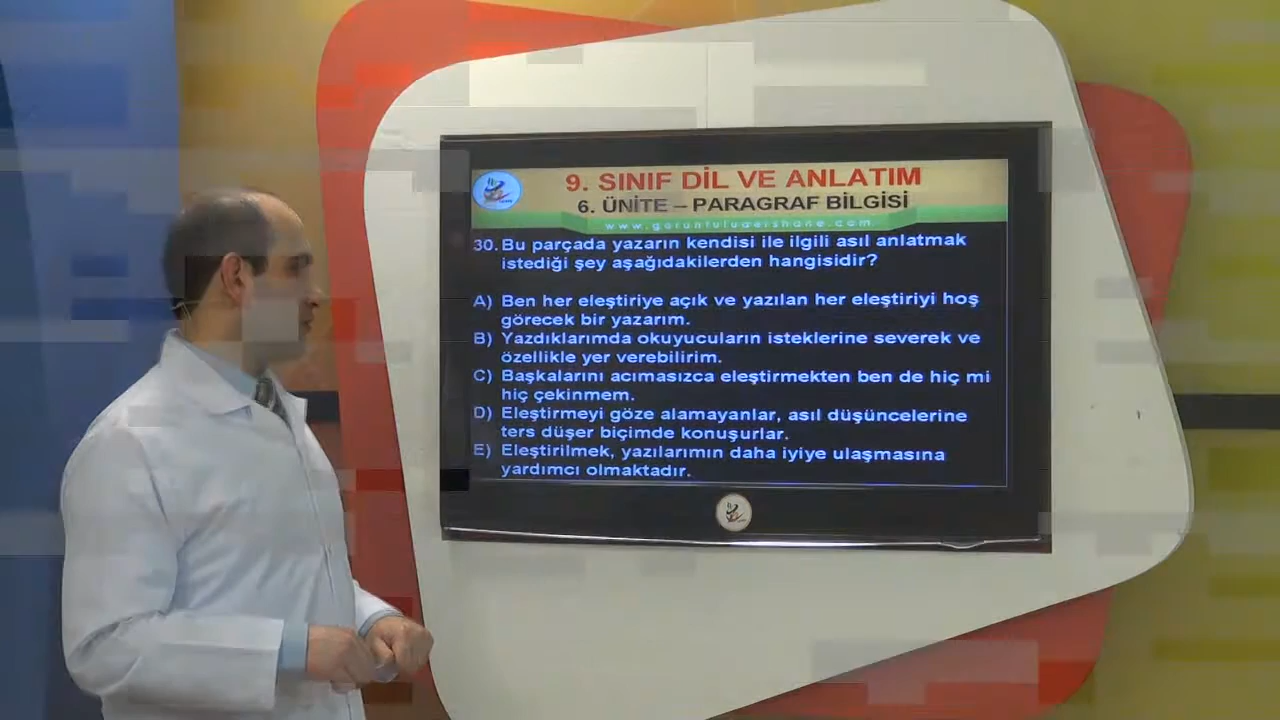 9. SINIF DİL VE ANLATIM
6. ÜNİTE – PARAGRAF BİLGİSİ
www.goruntuludershane.com
30. Bu parçada yazarın kendisi ile ilgili asıl anlatmak
istediği şey aşağıdakilerden hangisidir?
A) Ben her eleştiriye açık ve yazılan her eleştiriyi hoş
görecek bir yazarım.
B) Yazdıklarımda okuyucuların isteklerine severek ve
özellikle yer verebilirim.
C) Başkalarını acımasızca eleştirmekten ben de hiç mi
hiç çekinmem.
D) Eleştirmeyi göze alamayanlar, asıl düşüncelerine
ters düşer biçimde konuşurlar.
E) Eleştirilmek, yazılarımın daha iyiye ulaşmasına
yardımcı olmaktadır.